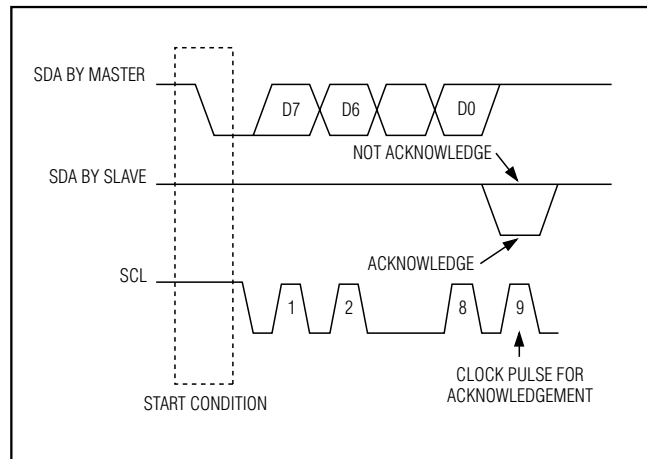 SDA BY MASTER
D7
D6
D0
NOT ACKNOWLEDGE
SDA BY SLAVE
ACKNOWLEDGE
SCL
1
2
8
9
START CONDITION
CLOCK PULSE FOR
ACKNOWLEDGEMENT